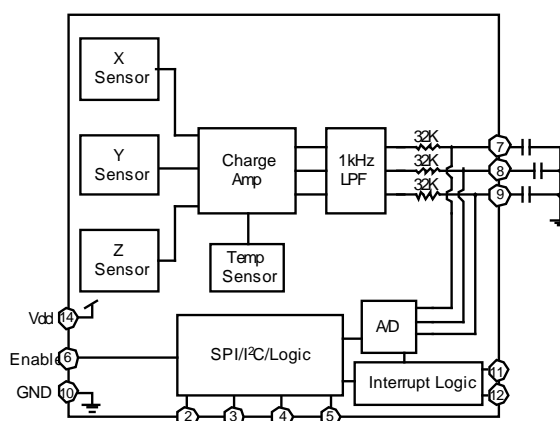 X
Sensor
Y
Sensor
Z
Sensor
Charge
Amp
Temp
Sensor
1kHz
LPF
32K
32K
32K
7
8
9
Vdd
14
Enable
6
GND
10
SPI/I²C/Logic
A/D
Interrupt Logic
11
12
2
3
4
5